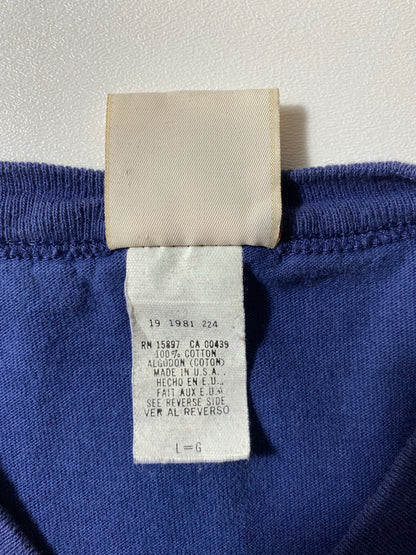 19 1981 224
RN 15897 CA 00439
100% COTTON
ALGODON (COTON)
MADE IN U.S.A.
HECHO EN E.U..
FAIT AUX E.U.
SEE REVERSE SIDE
VER AL REVERSO
L=G